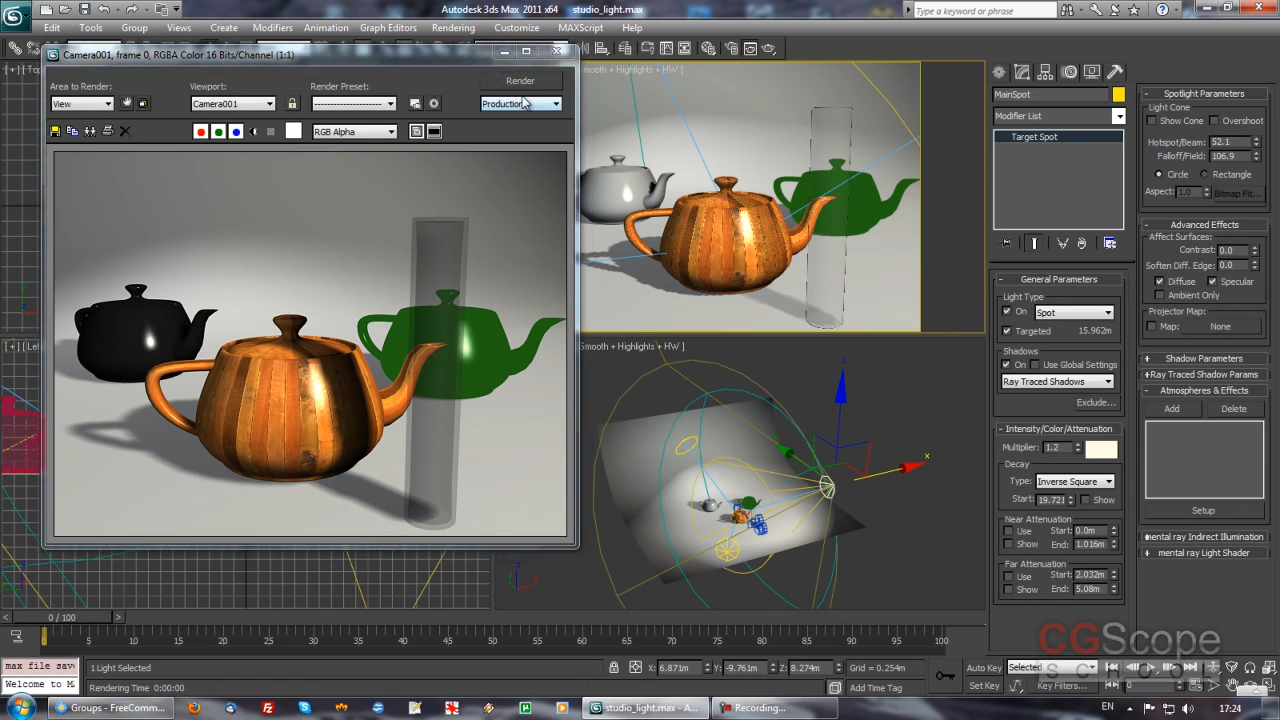 Autodesk 3ds Max 2011 x64
studio_light.max
Type a keyword or phrase
Edit
Tools
Group
Views
Create
Modifiers
Animation
Graph Editors
Rendering
Customize
MAXScript
Help
Camera001, frame 0, RGBA Color 16 Bits/Channel (1:1)
Area to Render:
View
Viewport:
Camera001
Render Preset:
Render
Production
RGB Alpha
[ + ] [ To
mooth + Highlights + HW ]
[ + ] [ Le
mooth + Highlights + HW ]
z
x
MainSpot
Modifier List
Target Spot
General Parameters
Light Type
On
Spot
Targeted
15.962m
Shadows
On
Use Global Settings
Ray Traced Shadows
Exclude...
Intensity/Color/Attenuation
Multiplier:
1.2
Decay
Type:
Inverse Square
Start:
19.721
Show
Near Attenuation
Use
Start:
0.0m
Show
End:
1.016m
Far Attenuation
Use
Start:
2.032m
Show
End:
5.08m
Spotlight Parameters
Light Cone
Show Cone
Overshoot
Hotspot/Beam:
52.1
Falloff/Field:
106.9
Circle
Rectangle
Aspect:
1.0
Bitmap Fit...
Advanced Effects
Affect Surfaces:
Contrast:
0.0
Soften Diff. Edge:
0.0
Diffuse
Specular
Ambient Only
Projector Map:
Map:
None
Shadow Parameters
Ray Traced Shadow Params
Atmospheres & Effects
Add
Delete
Setup
mental ray Indirect Illumination
mental ray Light Shader
0 / 100
0 5 10 15 20 25 30 35 40 45 50 55 60 65 70 75 80 85 90 95 100
max file sav
Welcome to M
1 Light Selected
Rendering Time 0:00:00
X:
6.871m
Y:
-9.761m
Z:
8.274m
Grid = 0.254m
Add Time Tag
Auto Key
Selected
Set Key
Key Filters...
0
CGScope
SCHOOL
Groups - FreeComm...
studio_light.max - A...
Recording...
EN
17:24